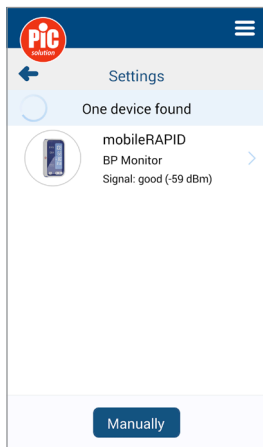 PiC
solution
Settings
One device found
mobileRAPID
BP Monitor
Signal: good (-59 dBm)
Manually